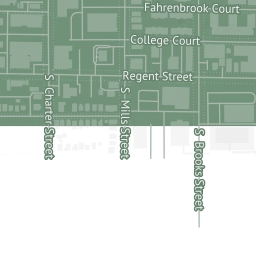 Fahrenbrook Court
College Court
Regent Street
S Charter Street
S Mills Street
S Brooks Street